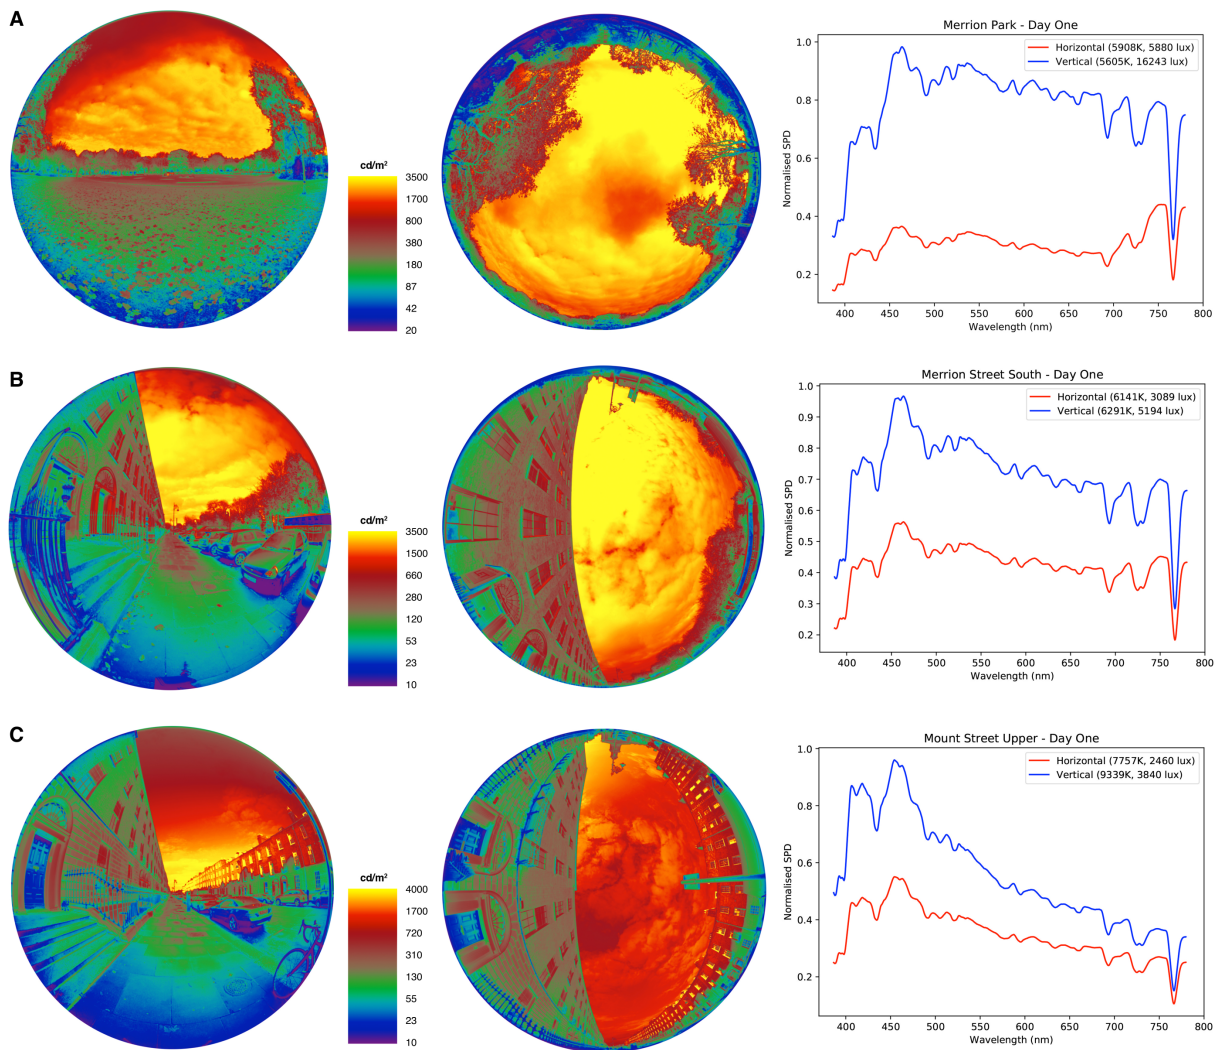 A
cd/m²
3500
1700
800
380
180
87
42
20
Merrion Park - Day One
Horizontal (5908K, 5880 lux)
Vertical (5605K, 16243 lux)
Normalised SPD
1.0
0.8
0.6
0.4
0.2
400 450 500 550 600 650 700 750 800
Wavelength (nm)
B
cd/m²
3500
1500
660
280
120
53
23
10
Merrion Street South - Day One
Horizontal (6141K, 3089 lux)
Vertical (6291K, 5194 lux)
Normalised SPD
1.0
0.9
0.8
0.7
0.6
0.5
0.4
0.3
0.2
400 450 500 550 600 650 700 750 800
Wavelength (nm)
C
cd/m²
4000
1700
720
310
130
55
23
10
Mount Street Upper - Day One
Horizontal (7757K, 2460 lux)
Vertical (9339K, 3840 lux)
Normalised SPD
1.0
0.8
0.6
0.4
0.2
400 450 500 550 600 650 700 750 800
Wavelength (nm)